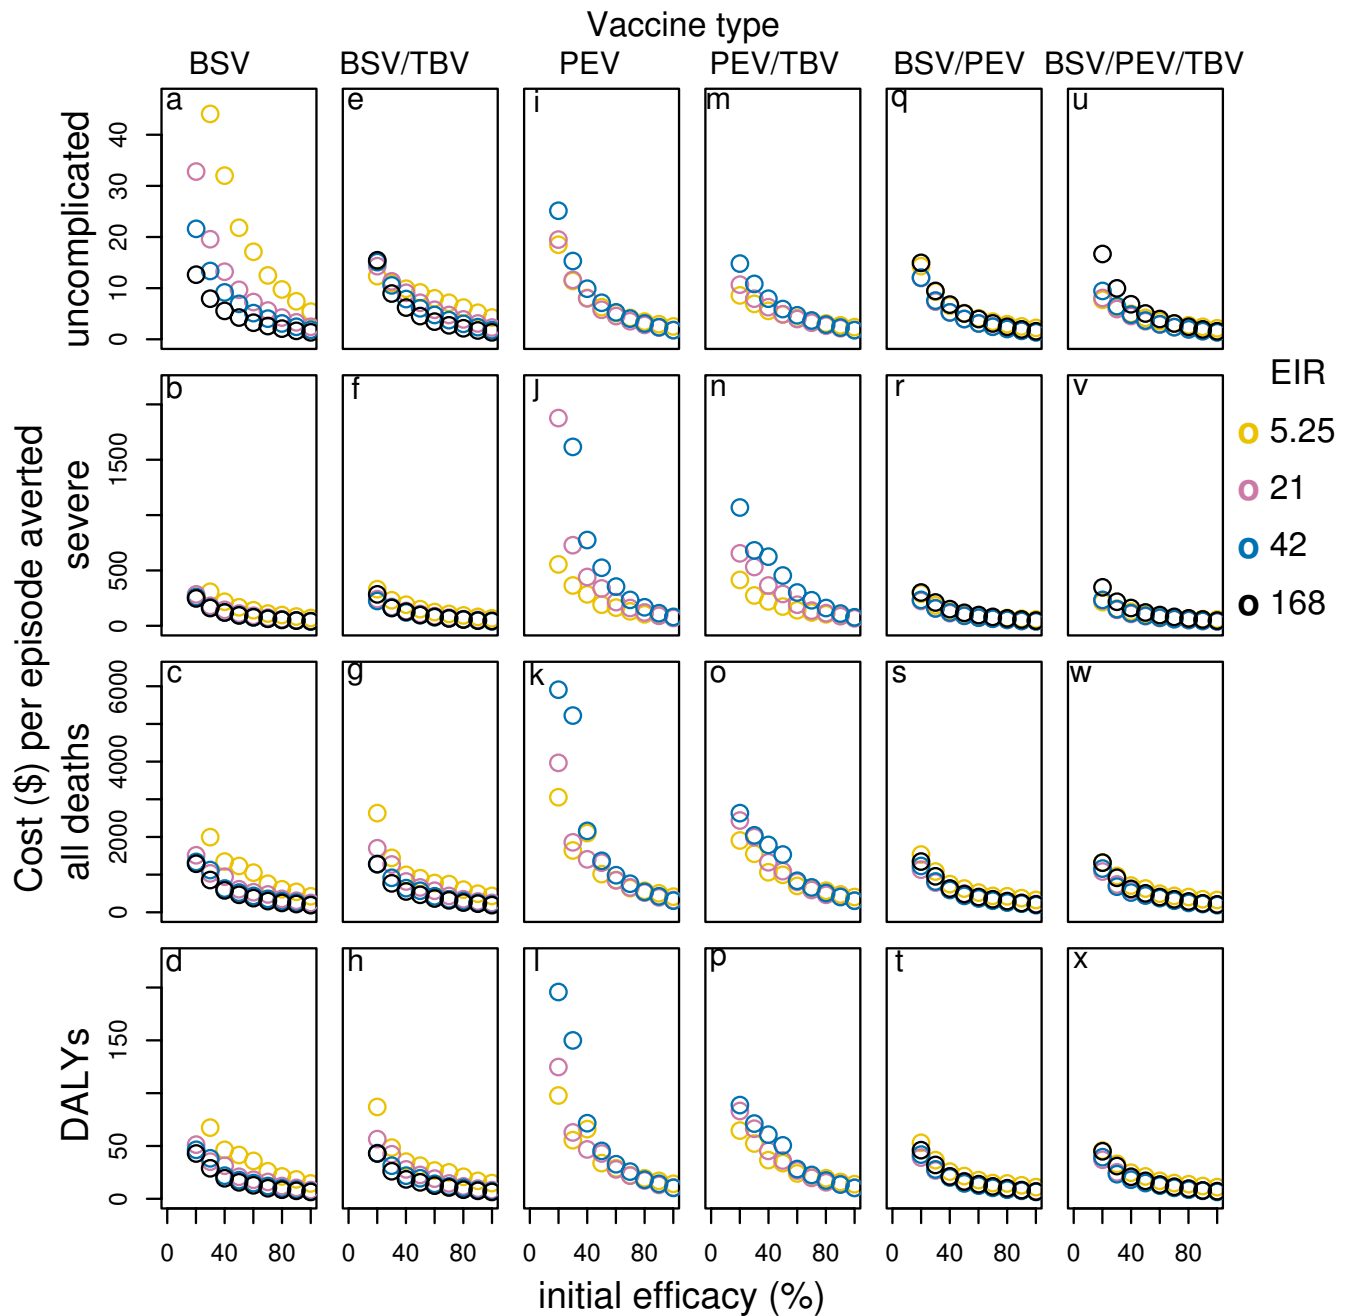 Vaccine type
BSV BSV/TBV PEV PEV/TBV BSV/PEV BSV/PEV/TBV
Cost ($) per episode averted
uncomplicated
a e i m q u
0 10 20 30 40
severe
b f j n r v
0 500 1500
all deaths
c g k o s w
0 2000 4000 6000
DALYs
d h l p t x
0 50 150
0 40 80 0 40 80 0 40 80 0 40 80 0 40 80 0 40 80
initial efficacy (%)
EIR
o 5.25
o 21
o 42
o 168